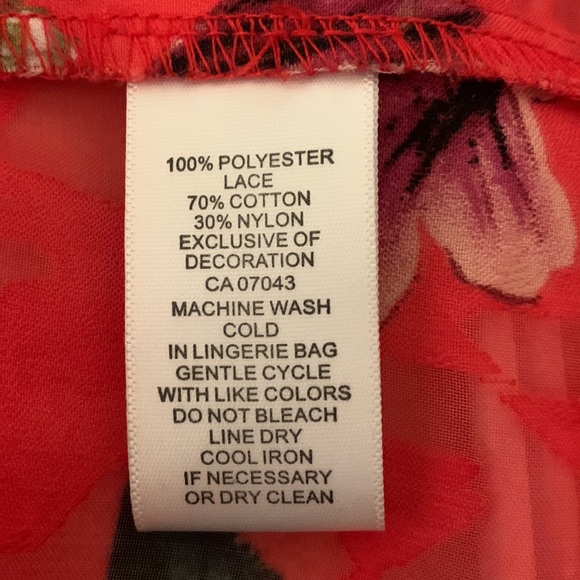 100% POLYESTER
LACE
70% COTTON
30% NYLON
EXCLUSIVE OF
DECORATION
CA 07043
MACHINE WASH
COLD
IN LINGERIE BAG
GENTLE CYCLE
WITH LIKE COLORS
DO NOT BLEACH
LINE DRY
COOL IRON
IF NECESSARY
OR DRY CLEAN